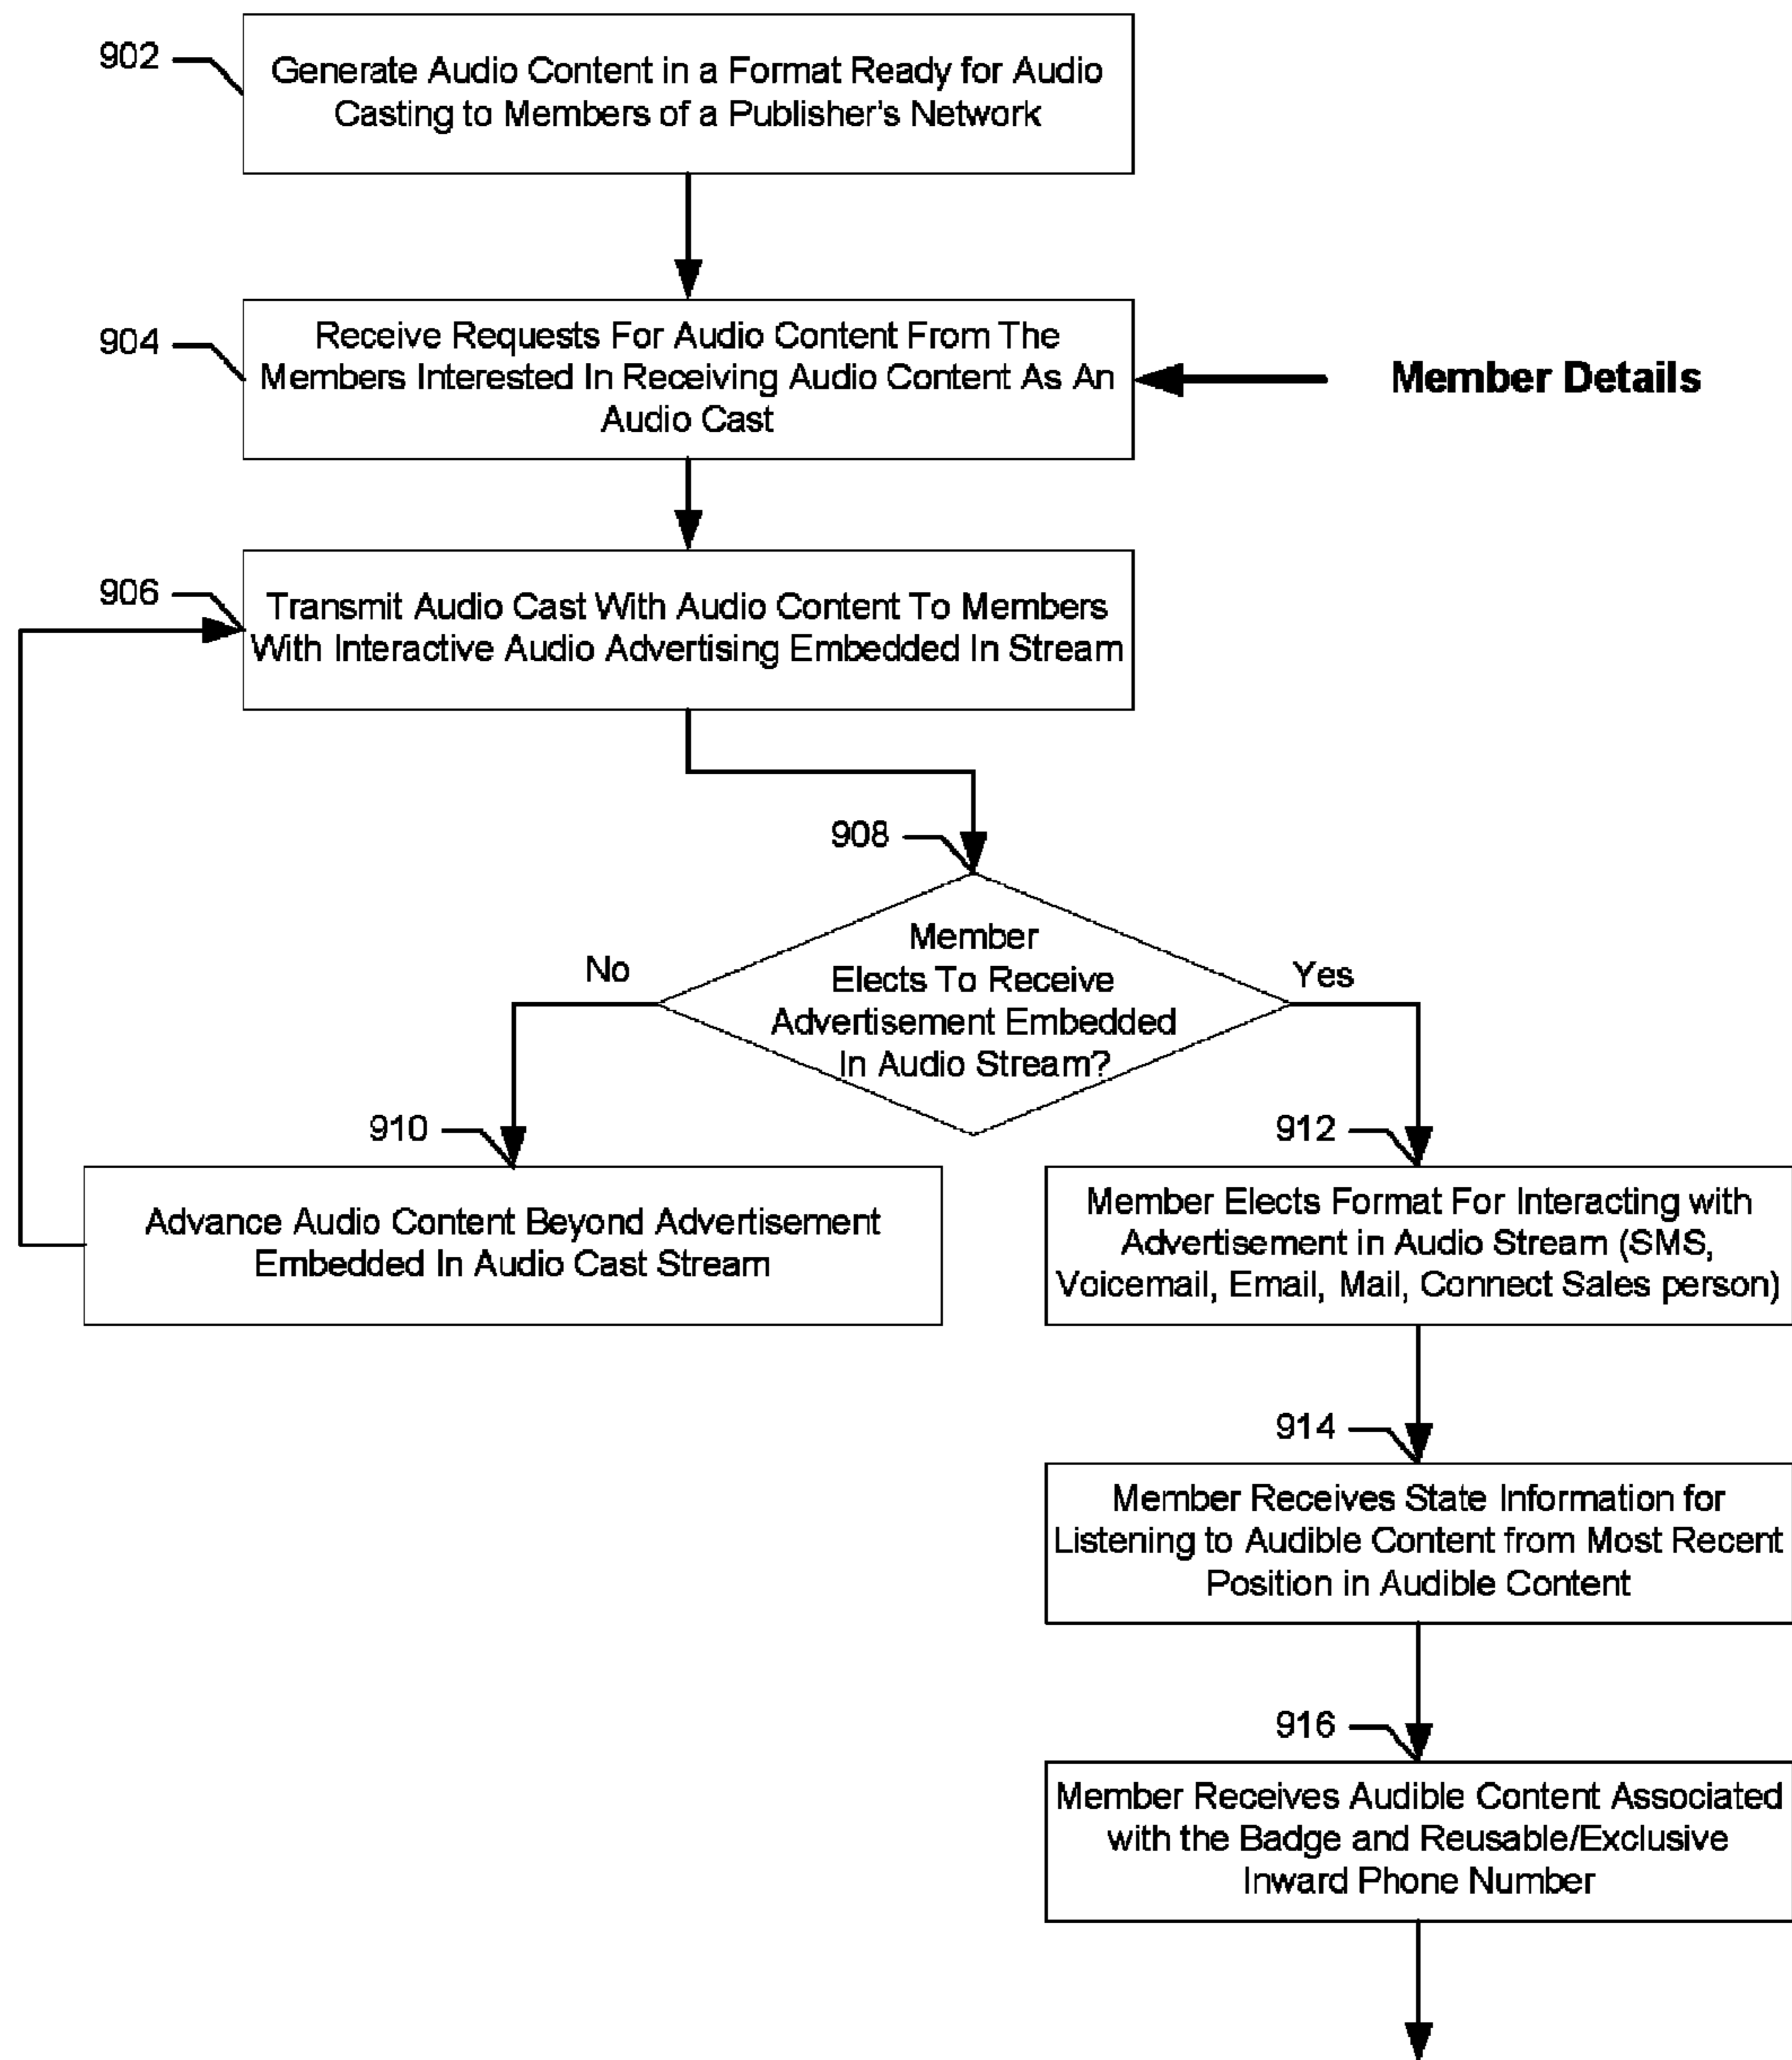 902
Generate Audio Content in a Format Ready for Audio
Casting to Members of a Publisher's Network
904
Receive Requests For Audio Content From The
Members Interested In Receiving Audio Content As An
Audio Cast
Member Details
906
Transmit Audio Cast With Audio Content To Members
With Interactive Audio Advertising Embedded In Stream
908
Member
Elects To Receive
Advertisement Embedded
In Audio Stream?
No
Yes
910
Advance Audio Content Beyond Advertisement
Embedded In Audio Cast Stream
912
Member Elects Format For Interacting with
Advertisement in Audio Stream (SMS,
Voicemail, Email, Mail, Connect Sales person)
914
Member Receives State Information for
Listening to Audible Content from Most Recent
Position in Audible Content
916
Member Receives Audible Content Associated
with the Badge and Reusable/Exclusive
Inward Phone Number